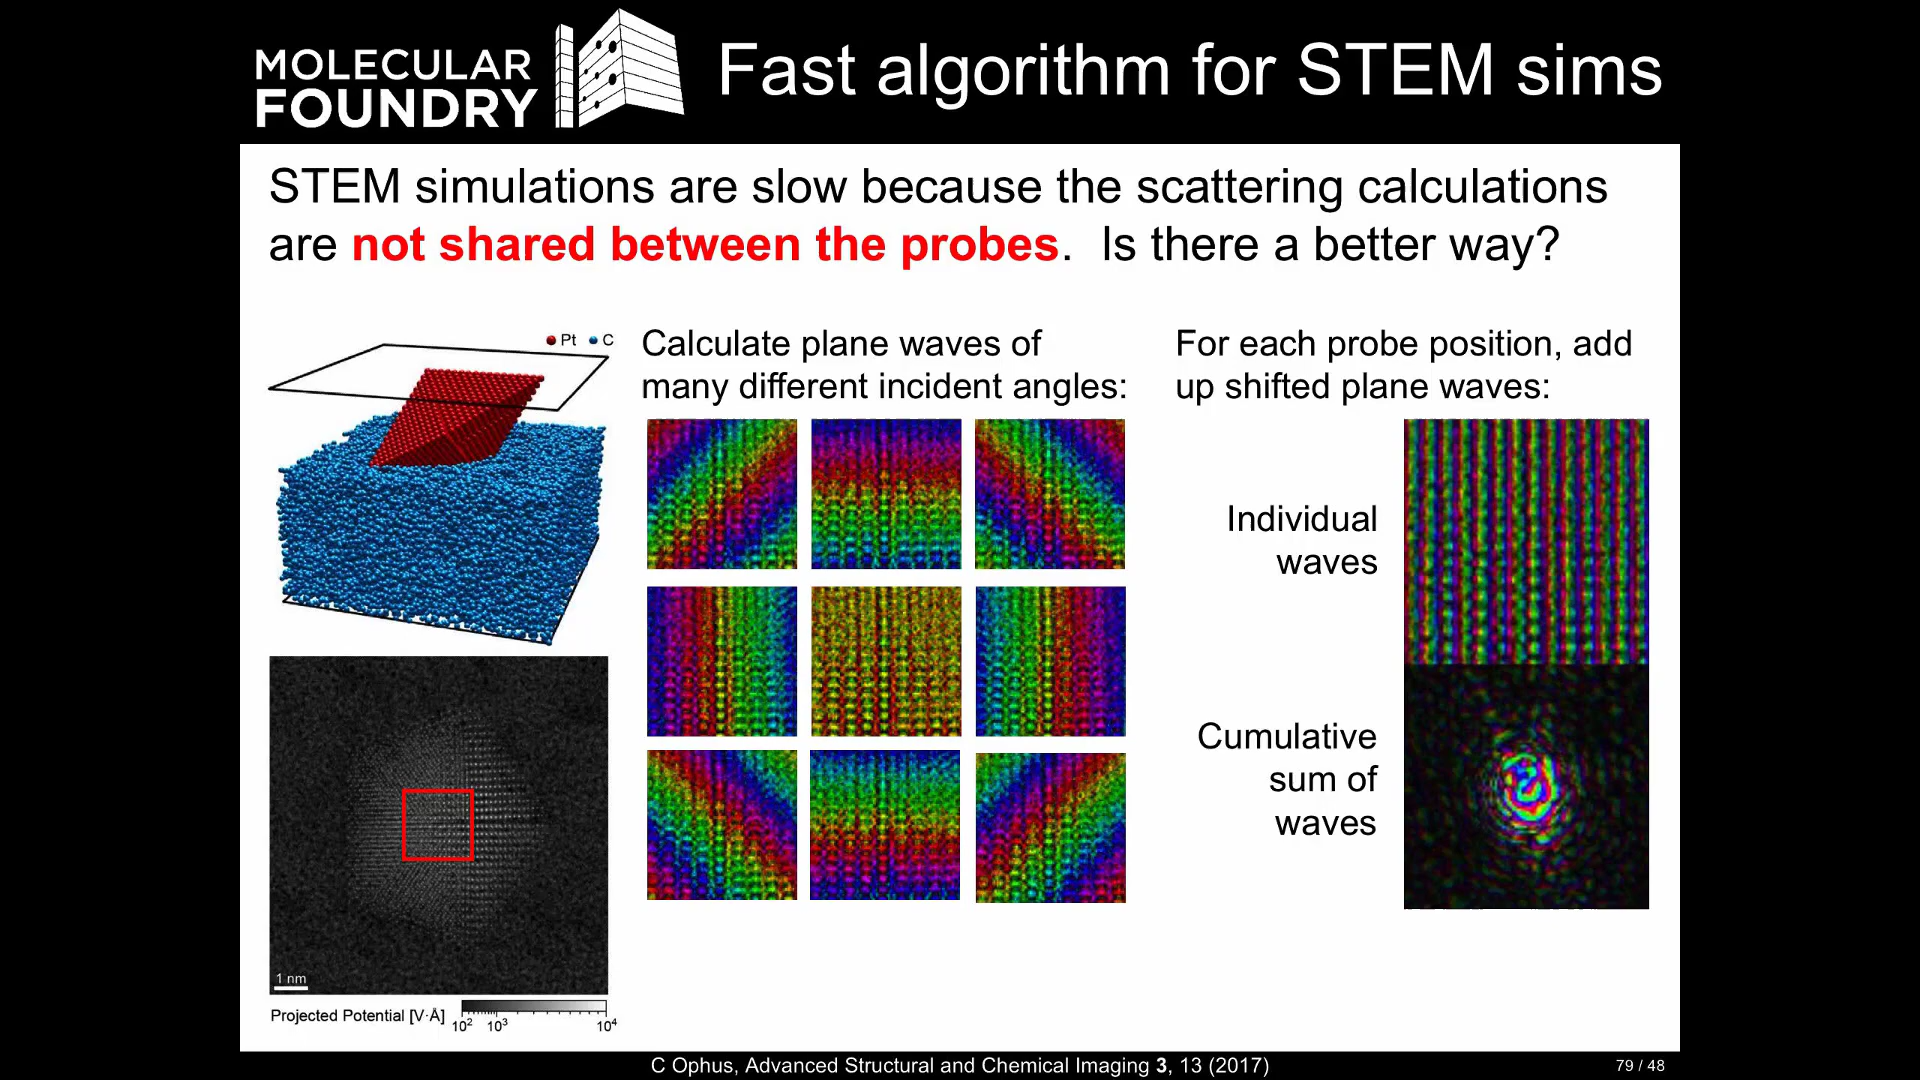 MOLECULAR
FOUNDRY
Fast algorithm for STEM sims
STEM simulations are slow because the scattering calculations
are not shared between the probes. Is there a better way?
Pt C
Calculate plane waves of
many different incident angles:
For each probe position, add
up shifted plane waves:
Individual
waves
Cumulative
sum of
waves
1 nm
Projected Potential [V·Å]
10² 10³ 10⁴
C Ophus, Advanced Structural and Chemical Imaging 3, 13 (2017)
79 / 48